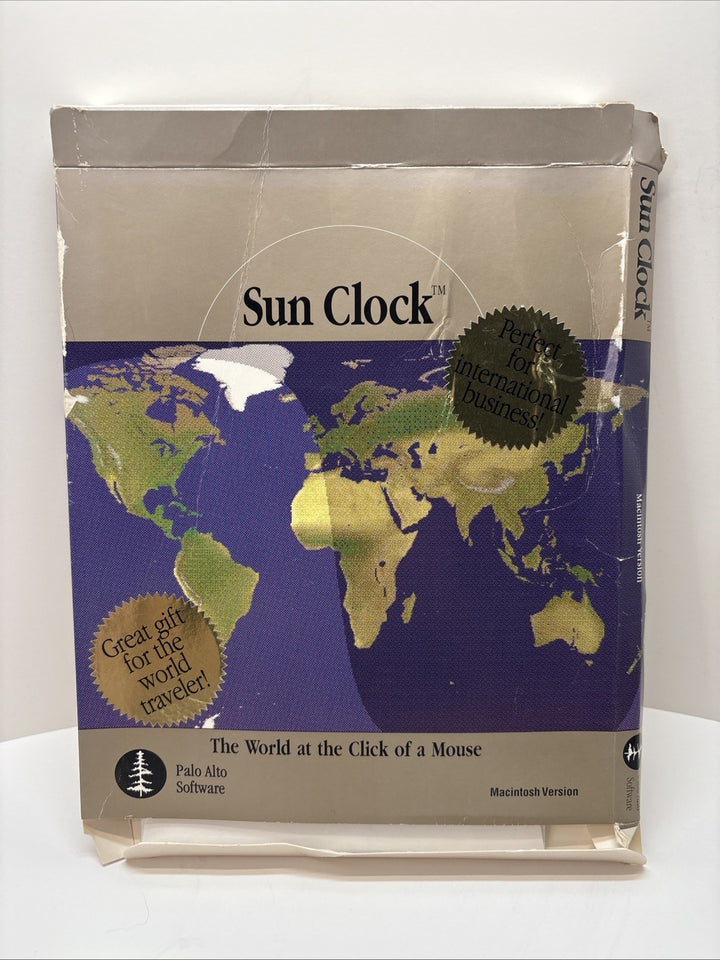 Sun Clock™
Perfect
for
international
business!
Great gift
for the
world
traveler!
The World at the Click of a Mouse
Palo Alto
Software
Macintosh Version
Sun Clock™
Macintosh Version
Software